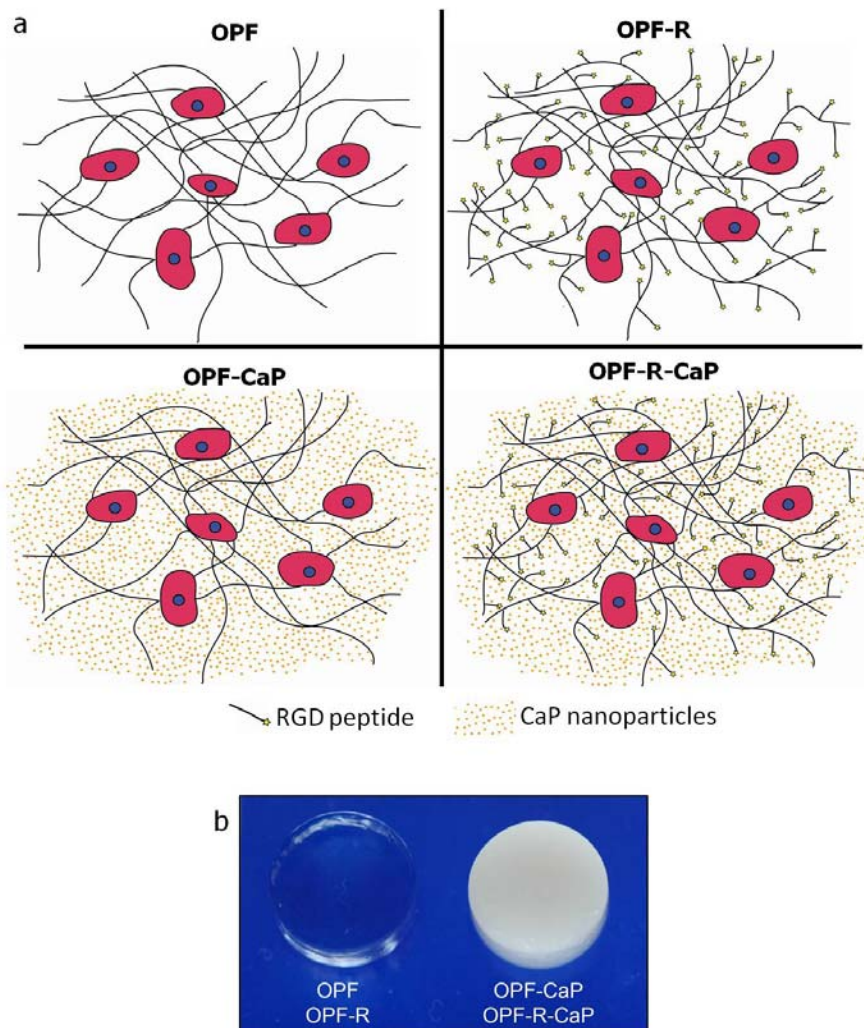 a
OPF
OPF-R
OPF-CaP
OPF-R-CaP
RGD peptide
CaP nanoparticles
b
OPF
OPF-R
OPF-CaP
OPF-R-CaP